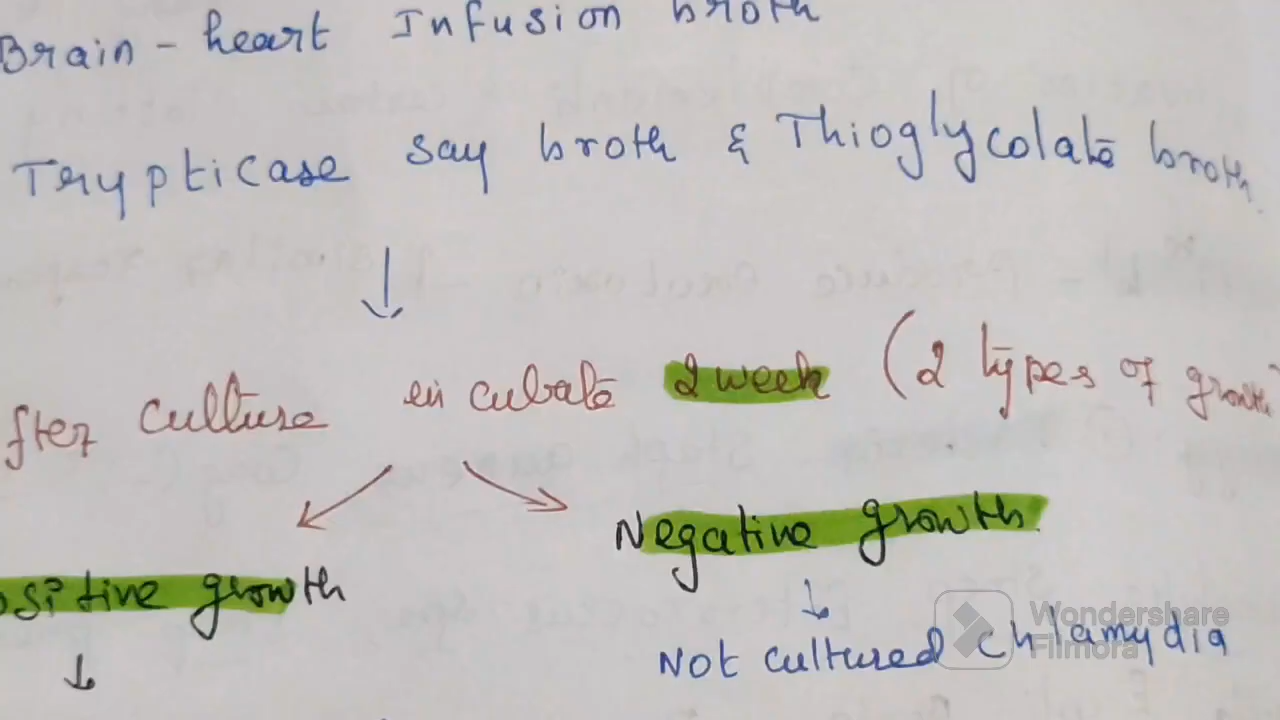 Brain - heart Infusion broth
Trypticase soy broth & Thioglycolate broth
↓
fter culture incubate 2 week (2 types of growth
Negative growth
ositive growth
↓
Not cultured chlamydia
↓
Wondershare
Filmora